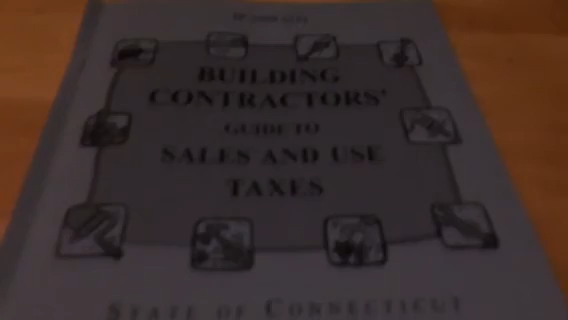 BUILDING
CONTRACTORS'
GUIDE TO
SALES AND USE
TAXES
STATE OF CONNECTICUT